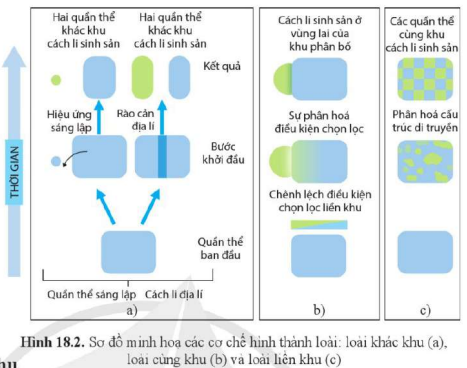 Hai quần thể
khác khu
cách li sinh sản
Hai quần thể
khác khu
cách li sinh sản
Kết quả
Hiệu ứng
sáng lập
Rào cản
địa lí
Bước
khởi đầu
THỜI GIAN
Quần thể
ban đầu
Quần thể sáng lập
Cách li địa lí
a)
Cách li sinh sản ở
vùng lai của
khu phân bố
Sự phân hoá
điều kiện chọn lọc
Chênh lệch điều kiện
chọn lọc liền khu
b)
Các quần thể
cùng khu
cách li sinh sản
Phân hoá cấu
trúc di truyền
c)
Hình 18.2. Sơ đồ minh hoạ các cơ chế hình thành loài: loài khác khu (a),
loài cùng khu (b) và loài liền khu (c)